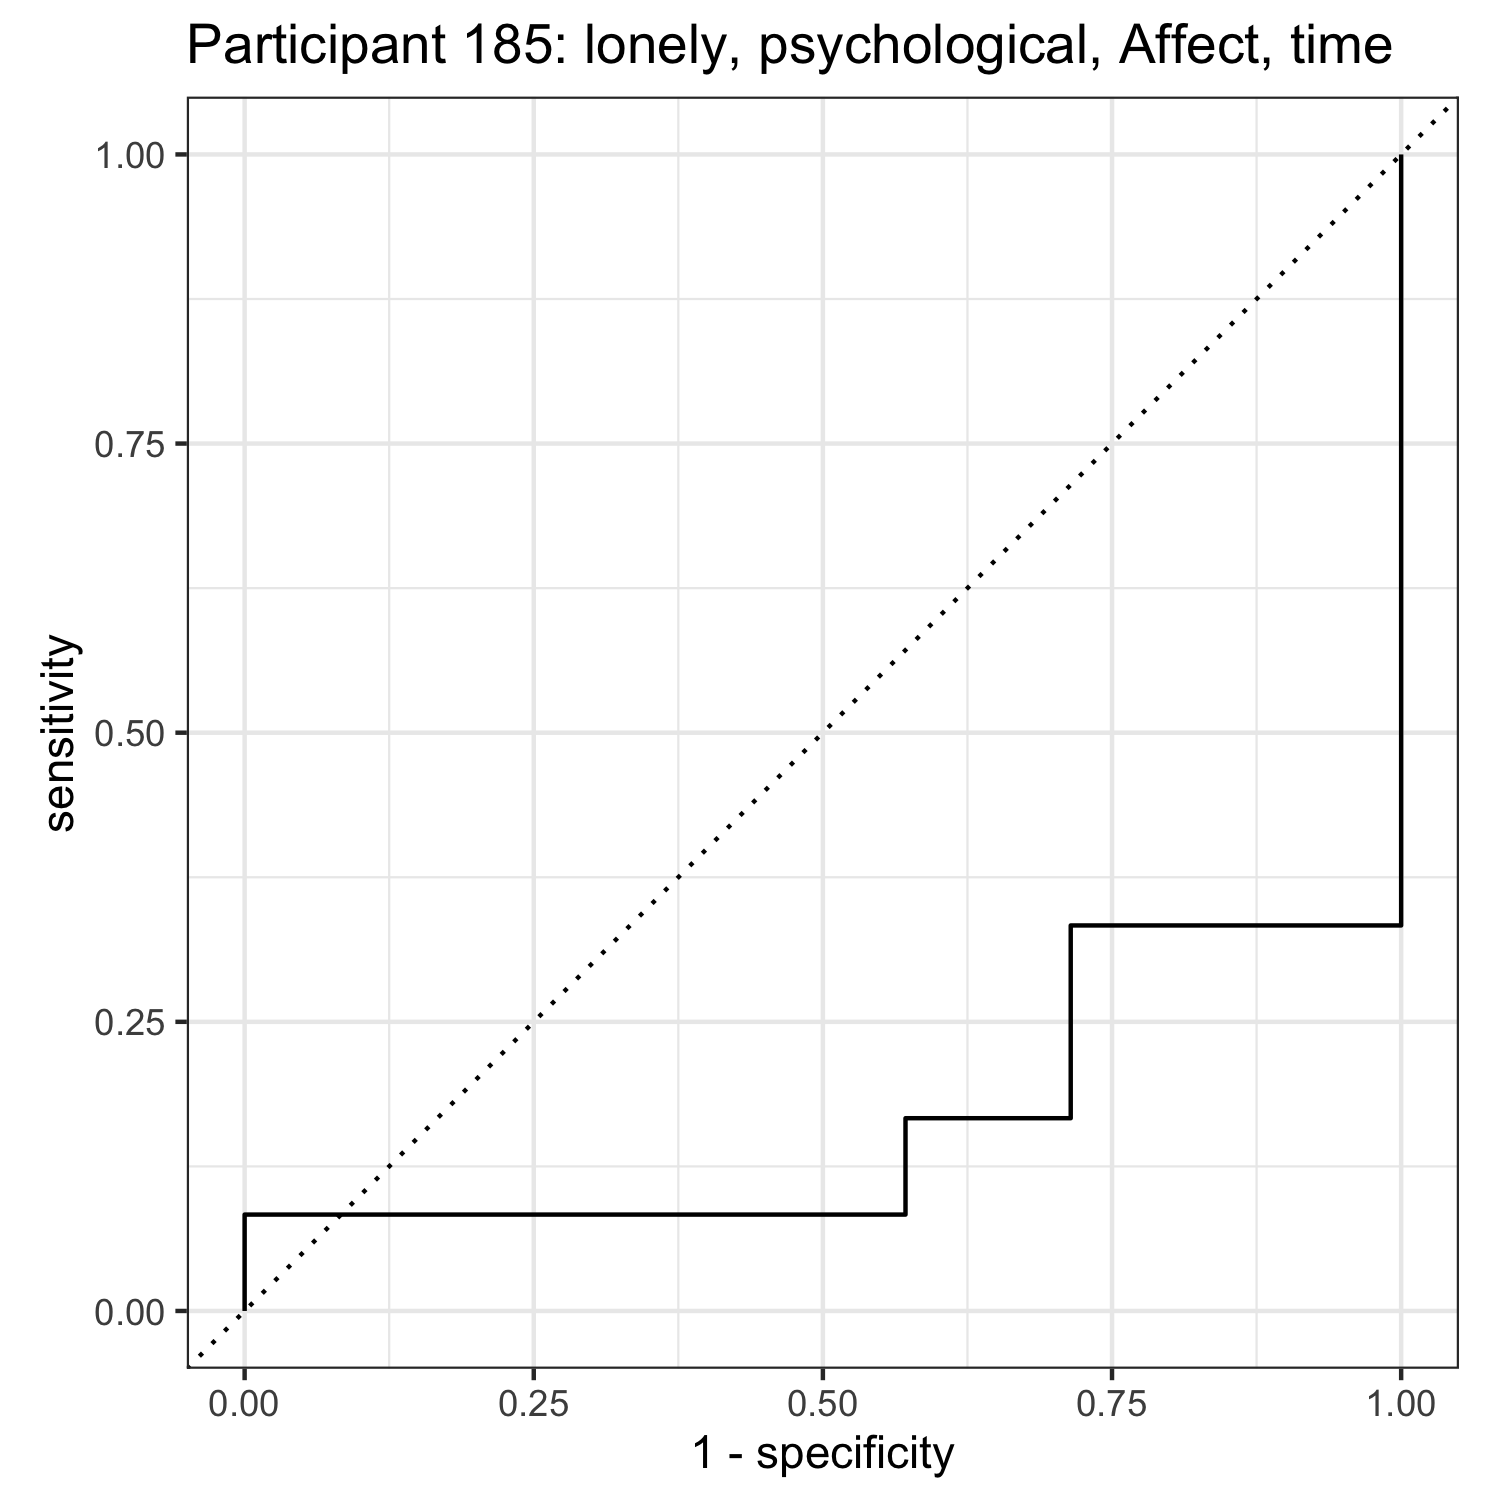 Participant 185: lonely, psychological, Affect, time
1.00
0.75
0.50
0.25
0.00
sensitivity
0.00 0.25 0.50 0.75 1.00
1 - specificity